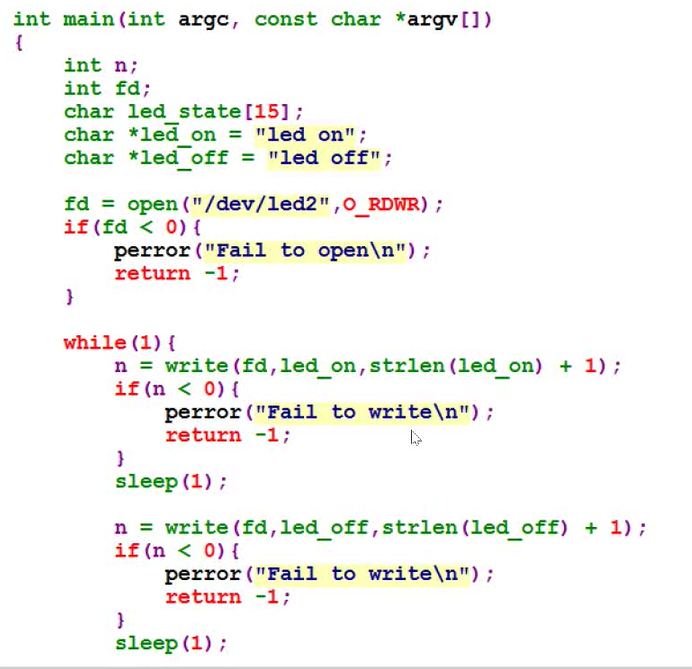 int main(int argc, const char *argv[])
{
    int n;
    int fd;
    char led_state[15];
    char *led_on = "led on";
    char *led_off = "led off";

    fd = open("/dev/led2",O_RDWR);
    if(fd < 0){
        perror("Fail to open\n");
        return -1;
    }

    while(1){
        n = write(fd,led_on,strlen(led_on) + 1);
        if(n < 0){
            perror("Fail to write\n");
            return -1;
        }
        sleep(1);

        n = write(fd,led_off,strlen(led_off) + 1);
        if(n < 0){
            perror("Fail to write\n");
            return -1;
        }
        sleep(1);